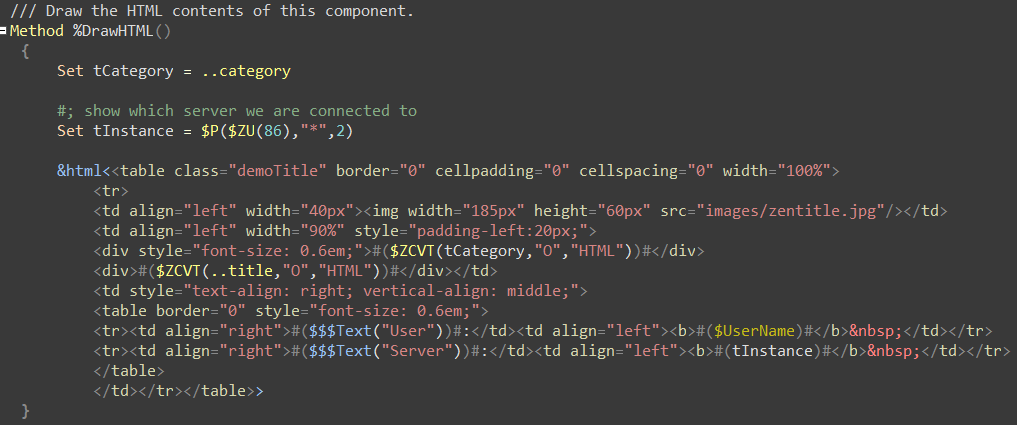 /// Draw the HTML contents of this component.
Method %DrawHTML()
{
Set tCategory = ..category
#; show which server we are connected to
Set tInstance = $P($ZU(86),"*",2)
&html<<table class="demoTitle" border="0" cellpadding="0" cellspacing="0" width="100%">
<tr>
<td align="left" width="40px"><img width="185px" height="60px" src="images/zentitle.jpg"/></td>
<td align="left" width="90%" style="padding-left:20px;">
<div style="font-size: 0.6em;">#($ZCVT(tCategory,"O","HTML"))#</div>
<div>#($ZCVT(..title,"O","HTML"))#</div></td>
<td style="text-align: right; vertical-align: middle;">
<table border="0" style="font-size: 0.6em;">
<tr><td align="right">#($$$Text("User"))#:</td><td align="left"><b>#($UserName)#</b>&nbsp;</td></tr>
<tr><td align="right">#($$$Text("Server"))#:</td><td align="left"><b>#(tInstance)#</b>&nbsp;</td></tr>
</table>
</td></tr></table>>
}